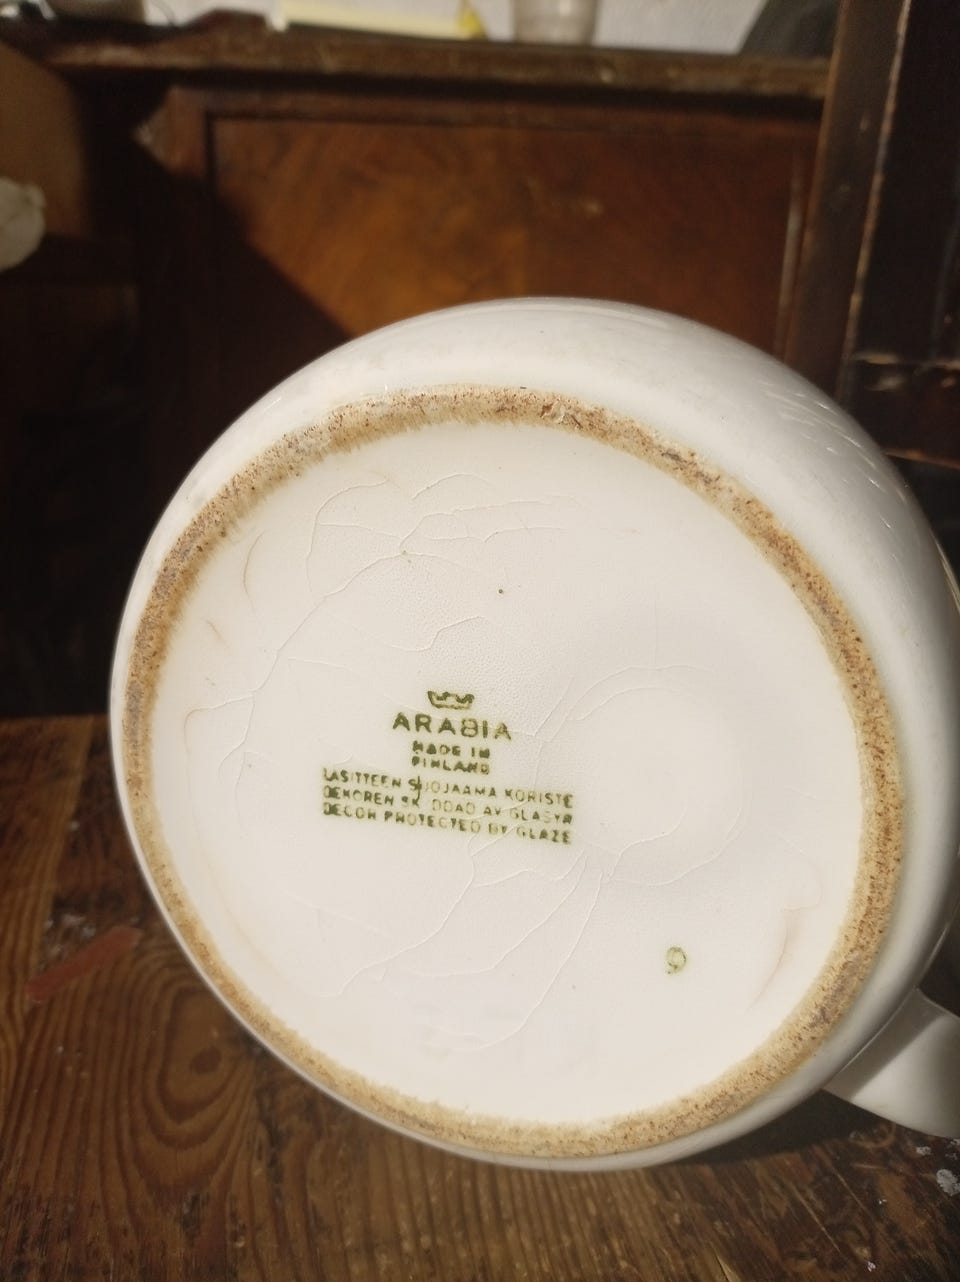 ARABIA
MADE IN
FINLAND
LASITTEEN SUOJAAMA KORISTE
DEKOREN SKYDDAD AV GLASYR
DECOR PROTECTED BY GLAZE
9